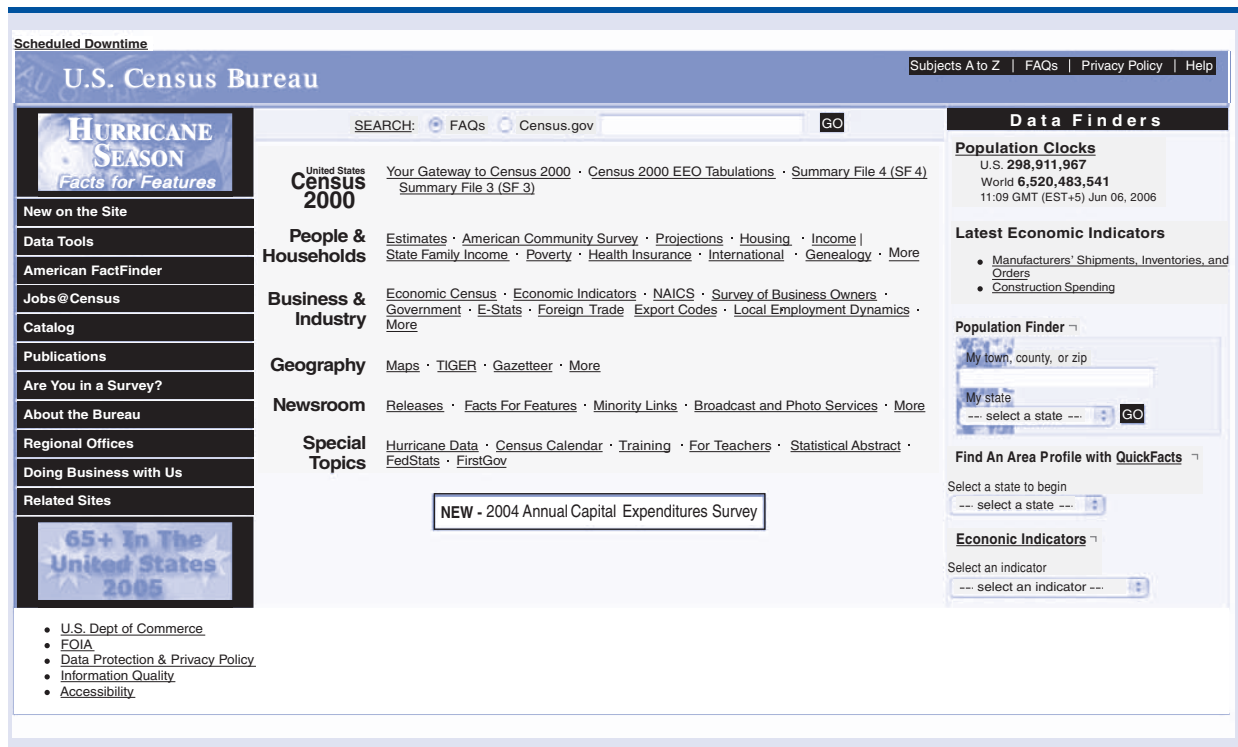 Scheduled Downtime
U.S. Census Bureau
Subjects A to Z | FAQs | Privacy Policy | Help
HURRICANE
SEASON
Facts for Features
New on the Site
Data Tools
American FactFinder
Jobs@Census
Catalog
Publications
Are You in a Survey?
About the Bureau
Regional Offices
Doing Business with Us
Related Sites
65+ In The
United States
2005
SEARCH: FAQs Census.gov GO
United States
Census
2000
Your Gateway to Census 2000 · Census 2000 EEO Tabulations · Summary File 4 (SF 4)
Summary File 3 (SF 3)
People &
Households
Estimates · American Community Survey · Projections · Housing · Income |
State Family Income · Poverty · Health Insurance · International · Genealogy · More
Business &
Industry
Economic Census · Economic Indicators · NAICS · Survey of Business Owners ·
Government · E-Stats · Foreign Trade Export Codes · Local Employment Dynamics ·
More
Geography
Maps · TIGER · Gazetteer · More
Newsroom
Releases · Facts For Features · Minority Links · Broadcast and Photo Services · More
Special
Topics
Hurricane Data · Census Calendar · Training · For Teachers · Statistical Abstract ·
FedStats · FirstGov
NEW - 2004 Annual Capital Expenditures Survey
Data Finders
Population Clocks
U.S. 298,911,967
World 6,520,483,541
11:09 GMT (EST+5) Jun 06, 2006
Latest Economic Indicators
• Manufacturers' Shipments, Inventories, and
Orders
• Construction Spending
Population Finder ¬
My town, county, or zip
My state
--- select a state --- GO
Find An Area Profile with QuickFacts ¬
Select a state to begin
--- select a state ---
Econonic Indicators ¬
Select an indicator
--- select an indicator ---
• U.S. Dept of Commerce
• FOIA
• Data Protection & Privacy Policy
• Information Quality
• Accessibility